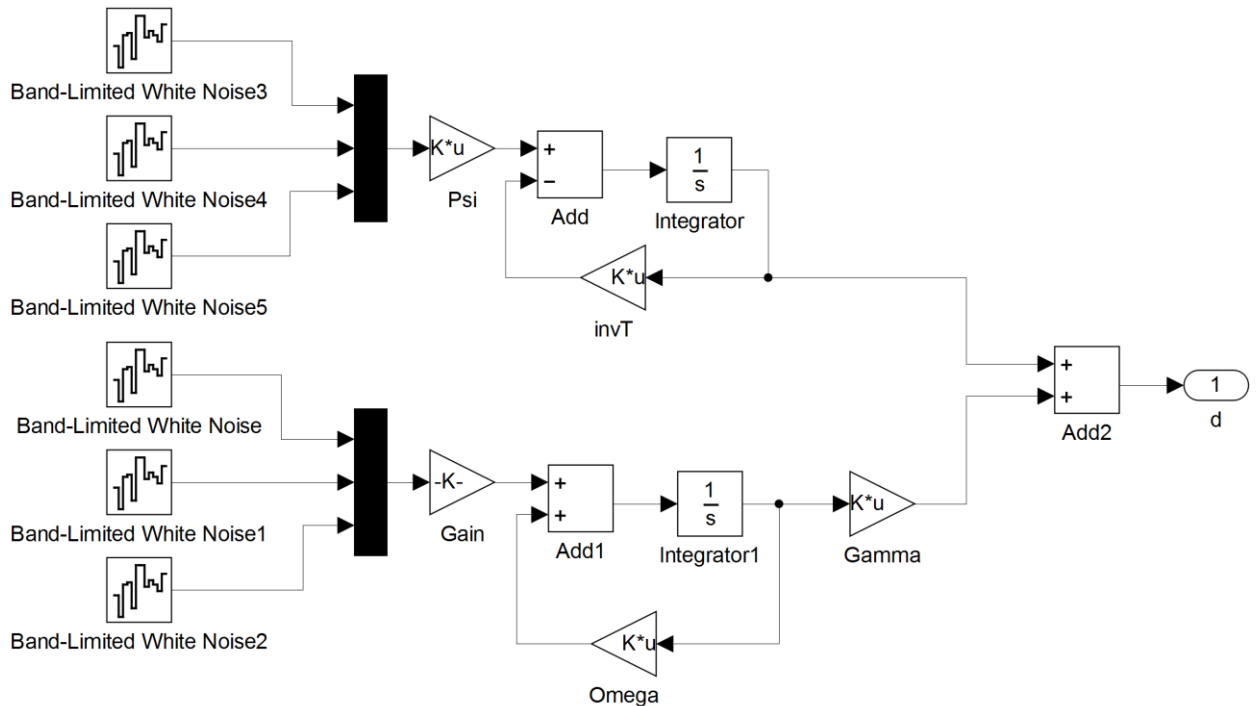 Band-Limited White Noise3
Band-Limited White Noise4
Band-Limited White Noise5
K*u
Psi
+
−
Add
1
s
Integrator
K*u
invT
Band-Limited White Noise
Band-Limited White Noise1
Band-Limited White Noise2
-K-
Gain
+
+
Add1
1
s
Integrator1
K*u
Gamma
K*u
Omega
+
+
Add2
1
d